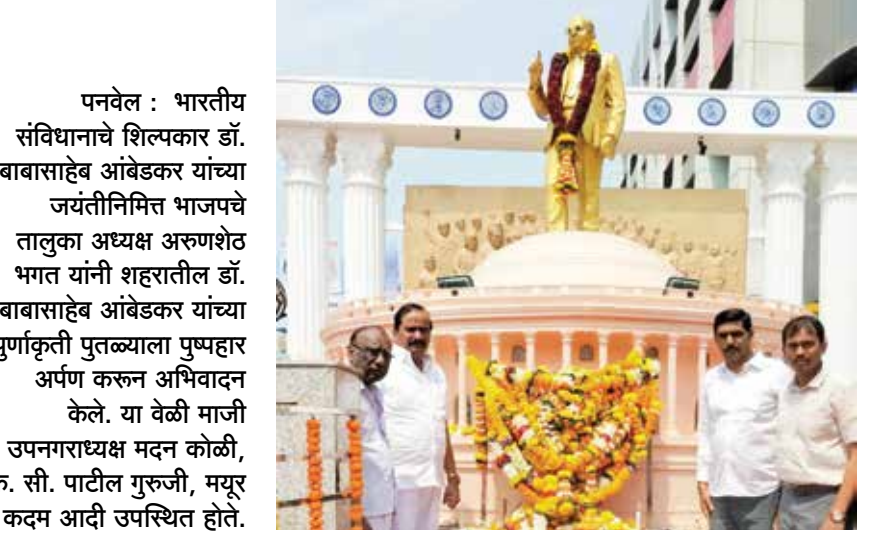 पनवेल : भारतीय
संविधानाचे शिल्पकार डॉ.
बाबासाहेब आंबेडकर यांच्या
जयंतीनिमित्त भाजपचे
तालुका अध्यक्ष अरुणशेठ
भगत यांनी शहरातील डॉ.
बाबासाहेब आंबेडकर यांच्या
पुर्णाकृती पुतळ्याला पुष्पहार
अर्पण करून अभिवादन
केले. या वेळी माजी
उपनगराध्यक्ष मदन कोळी,
सी. पाटील गुरुजी, मयूर
कदम आदी उपस्थित होते.